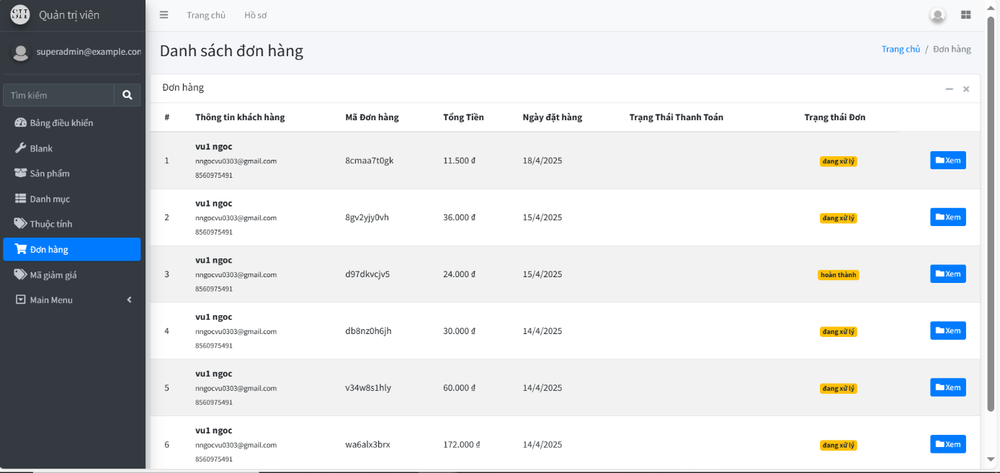 Quản trị viên
Trang chủ Hồ sơ
superadmin@example.con
Danh sách đơn hàng
Trang chủ / Đơn hàng
Tìm kiếm
Bảng điều khiển
Blank
Sản phẩm
Danh mục
Thuộc tính
Đơn hàng
Mã giảm giá
Main Menu
Đơn hàng
# Thông tin khách hàng Mã Đơn hàng Tổng Tiền Ngày đặt hàng Trạng Thái Thanh Toán Trạng thái Đơn
vu1 ngoc
1 nngocvu0303@gmail.com 8cmaa7t0gk 11.500 đ 18/4/2025 đang xử lý Xem
8560975491
vu1 ngoc
2 nngocvu0303@gmail.com 8gv2yjy0vh 36.000 đ 15/4/2025 đang xử lý Xem
8560975491
vu1 ngoc
3 nngocvu0303@gmail.com d97dkvcjv5 24.000 đ 15/4/2025 hoàn thành Xem
8560975491
vu1 ngoc
4 nngocvu0303@gmail.com db8nz0h6jh 30.000 đ 14/4/2025 đang xử lý Xem
8560975491
vu1 ngoc
5 nngocvu0303@gmail.com v34w8s1hly 60.000 đ 14/4/2025 đang xử lý Xem
8560975491
vu1 ngoc
6 nngocvu0303@gmail.com wa6alx3brx 172.000 đ 14/4/2025 đang xử lý Xem
8560975491